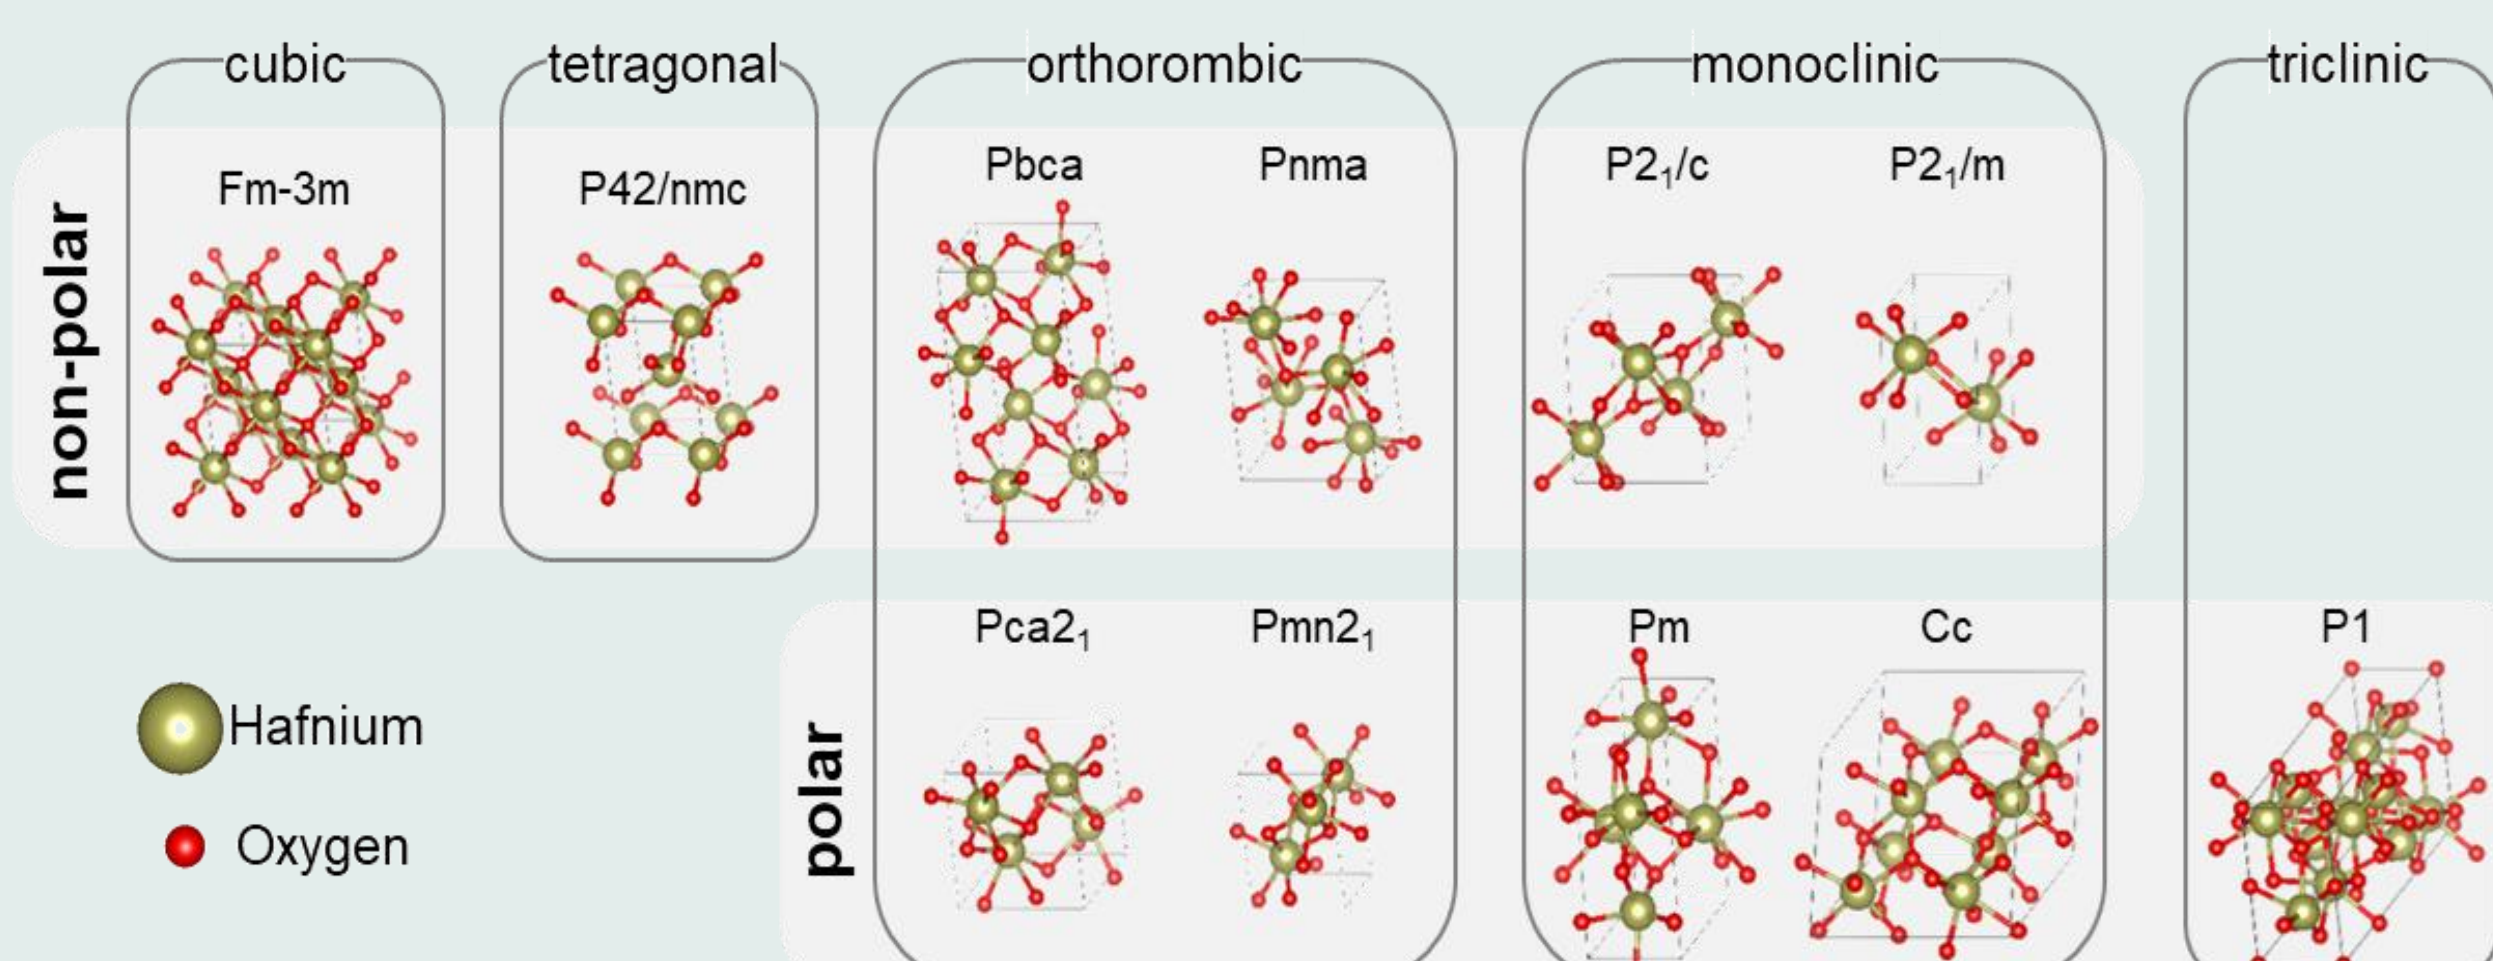 cubic
tetragonal
orthorombic
monoclinic
triclinic
non-polar
Fm-3m
P42/nmc
Pbca
Pnma
P2₁/c
P2₁/m
polar
Pca2₁
Pmn2₁
Pm
Cc
P1
Hafnium
Oxygen